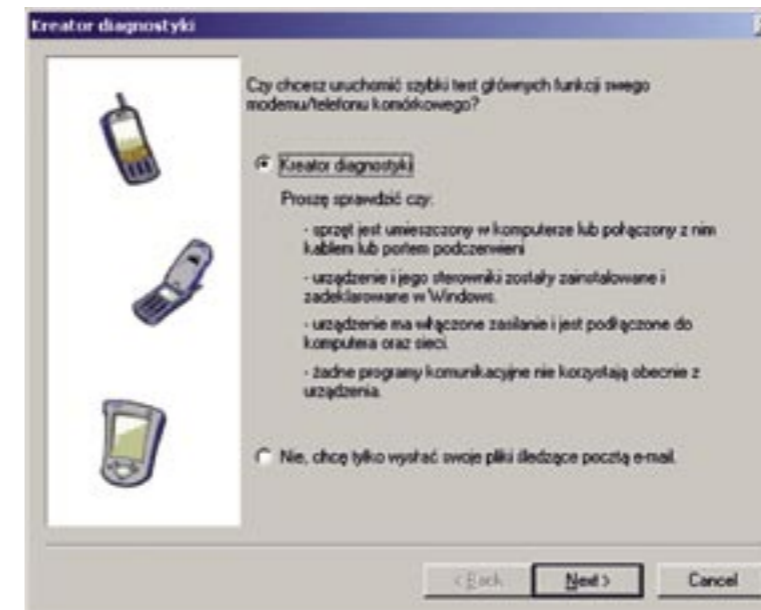 Kreator diagnostyki
Czy chcesz uruchomić szybki test głównych funkcji swego
modemu/telefonu komórkowego?
Kreator diagnostyki
Proszę sprawdzić czy:
- sprzęt jest umieszczony w komputerze lub połączony z nim
kablem lub portem podczerwieni
- urządzenie i jego sterowniki zostały zainstalowane i
zadeklarowane w Windows.
- urządzenie ma włączone zasilanie i jest podłączone do
komputera oraz sieci.
- żadne programy komunikacyjne nie korzystają obecnie z
urządzenia.
Nie, chcę tylko wysłać swoje pliki śledzące pocztą e-mail.
< Back
Next >
Cancel